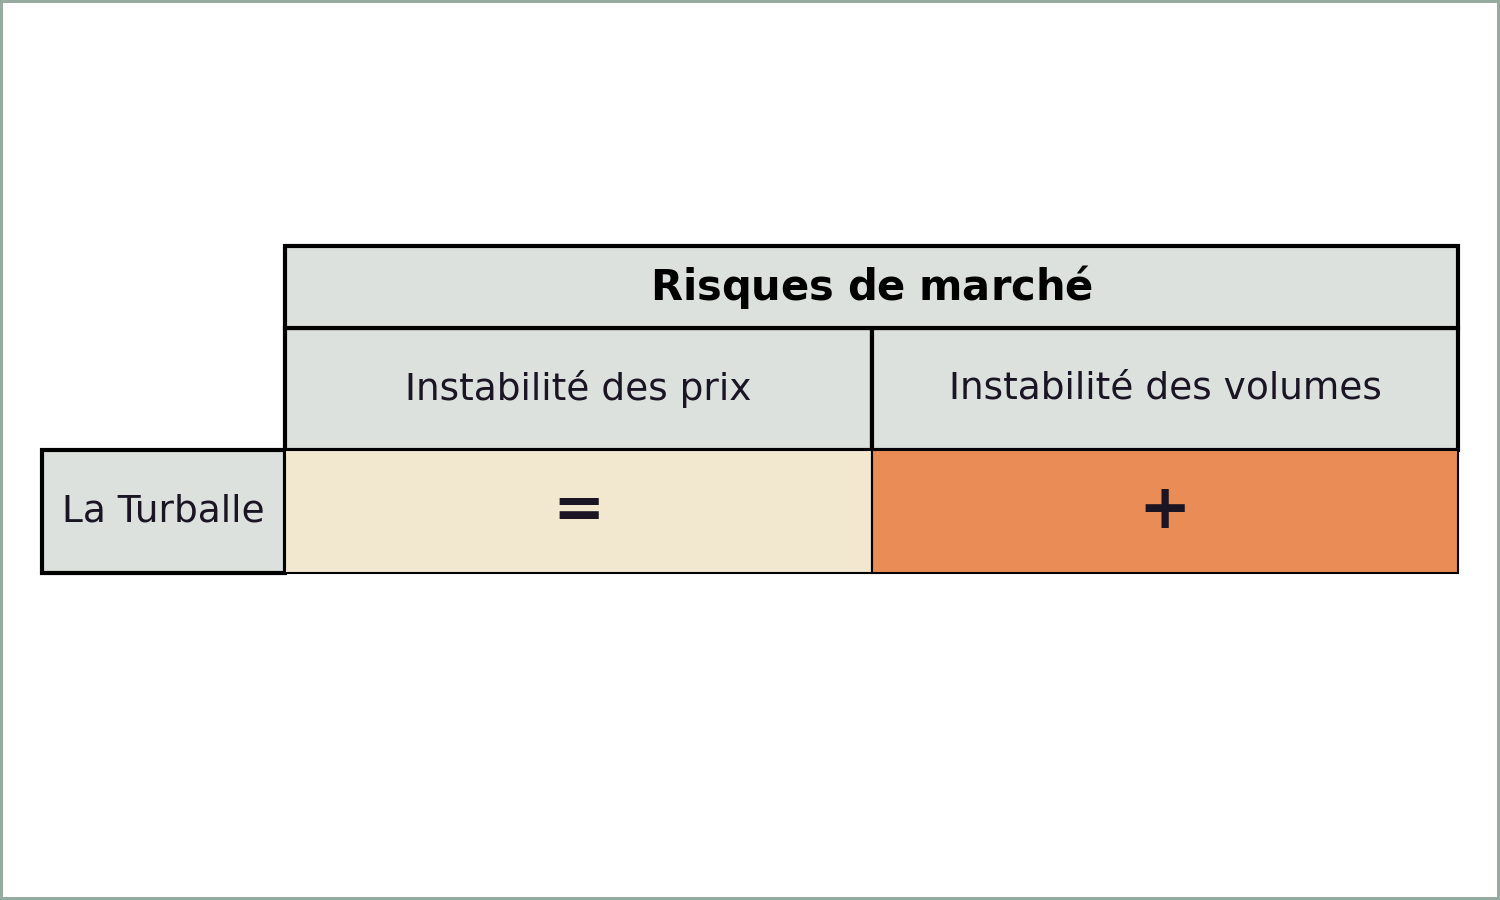 Risques de marché
Instabilité des prix
Instabilité des volumes
La Turballe
=
+